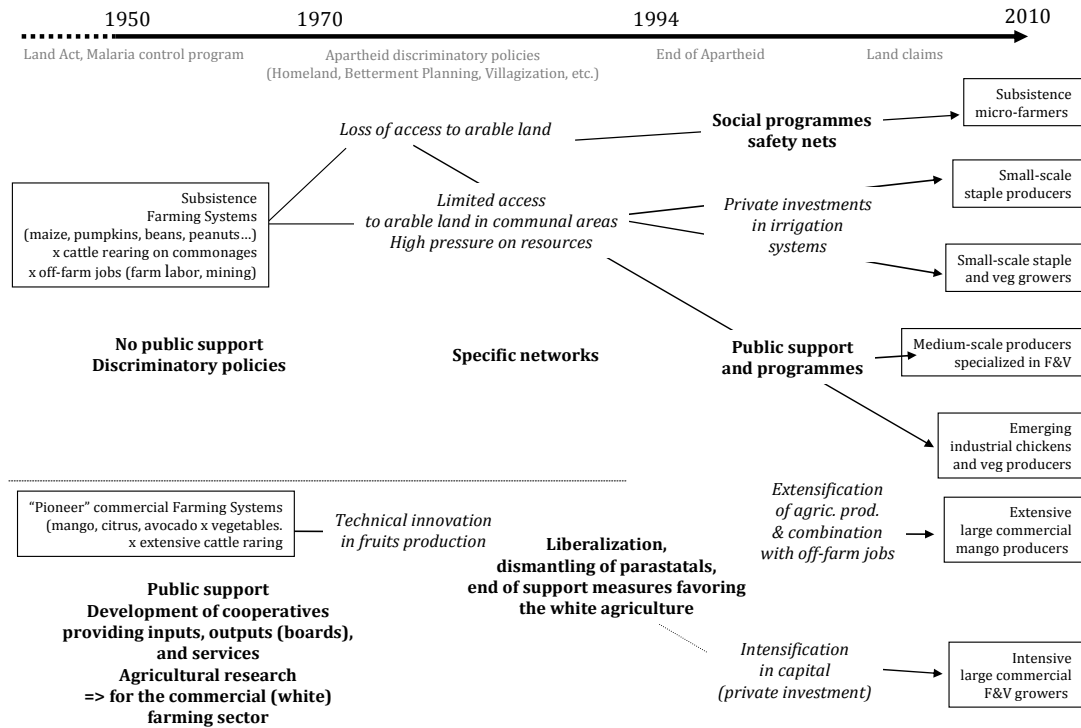 1950
1970
1994
2010
Land Act, Malaria control program
Apartheid discriminatory policies
(Homeland, Betterment Planning, Villagization, etc.)
End of Apartheid
Land claims
Subsistence
micro-farmers
Loss of access to arable land
Social programmes
safety nets
Small-scale
staple producers
Subsistence
Farming Systems
(maize, pumpkins, beans, peanuts...)
x cattle rearing on commonages
x off-farm jobs (farm labor, mining)
Limited access
to arable land in communal areas
High pressure on resources
Private investments
in irrigation
systems
Small-scale staple
and veg growers
No public support
Discriminatory policies
Specific networks
Public support
and programmes
Medium-scale producers
specialized in F&V
Emerging
industrial chickens
and veg producers
"Pioneer" commercial Farming Systems
(mango, citrus, avocado x vegetables.
x extensive cattle raring
Technical innovation
in fruits production
Extensification
of agric. prod.
& combination
with off-farm jobs
Extensive
large commercial
mango producers
Liberalization,
dismantling of parastatals,
end of support measures favoring
the white agriculture
Public support
Development of cooperatives
providing inputs, outputs (boards),
and services
Agricultural research
=> for the commercial (white)
farming sector
Intensification
in capital
(private investment)
Intensive
large commercial
F&V growers